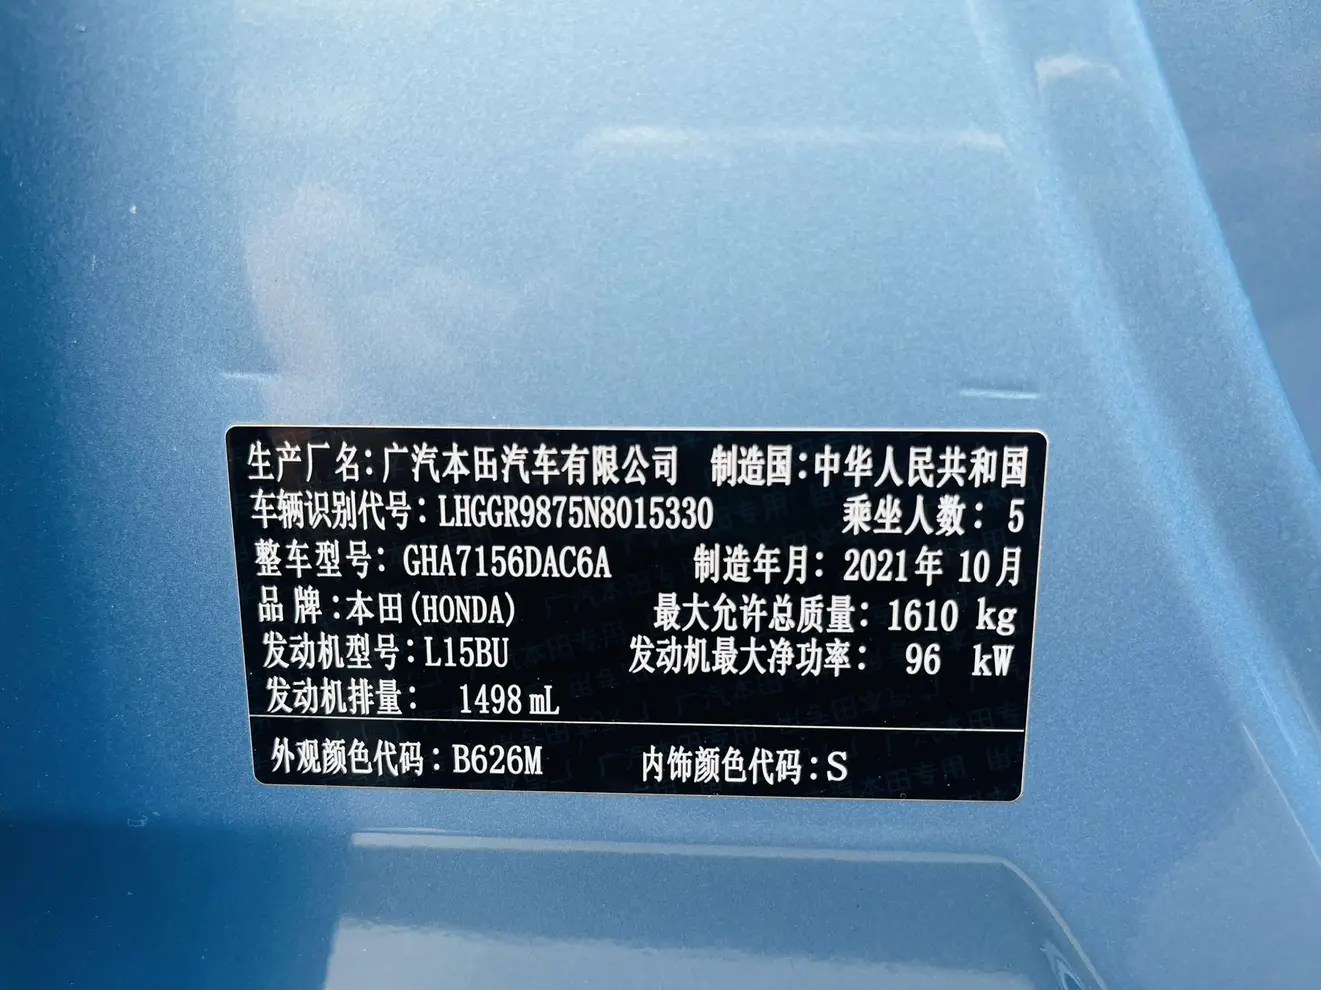 生产厂名：广汽本田汽车有限公司 制造国：中华人民共和国
车辆识别代号：LHGGR9875N8015330 乘坐人数：5
整车型号：GHA7156DAC6A 制造年月：2021年10月
品牌：本田(HONDA) 最大允许总质量：1610 kg
发动机型号：L15BU 发动机最大净功率：96 kW
发动机排量：1498 mL
外观颜色代码：B626M 内饰颜色代码：S